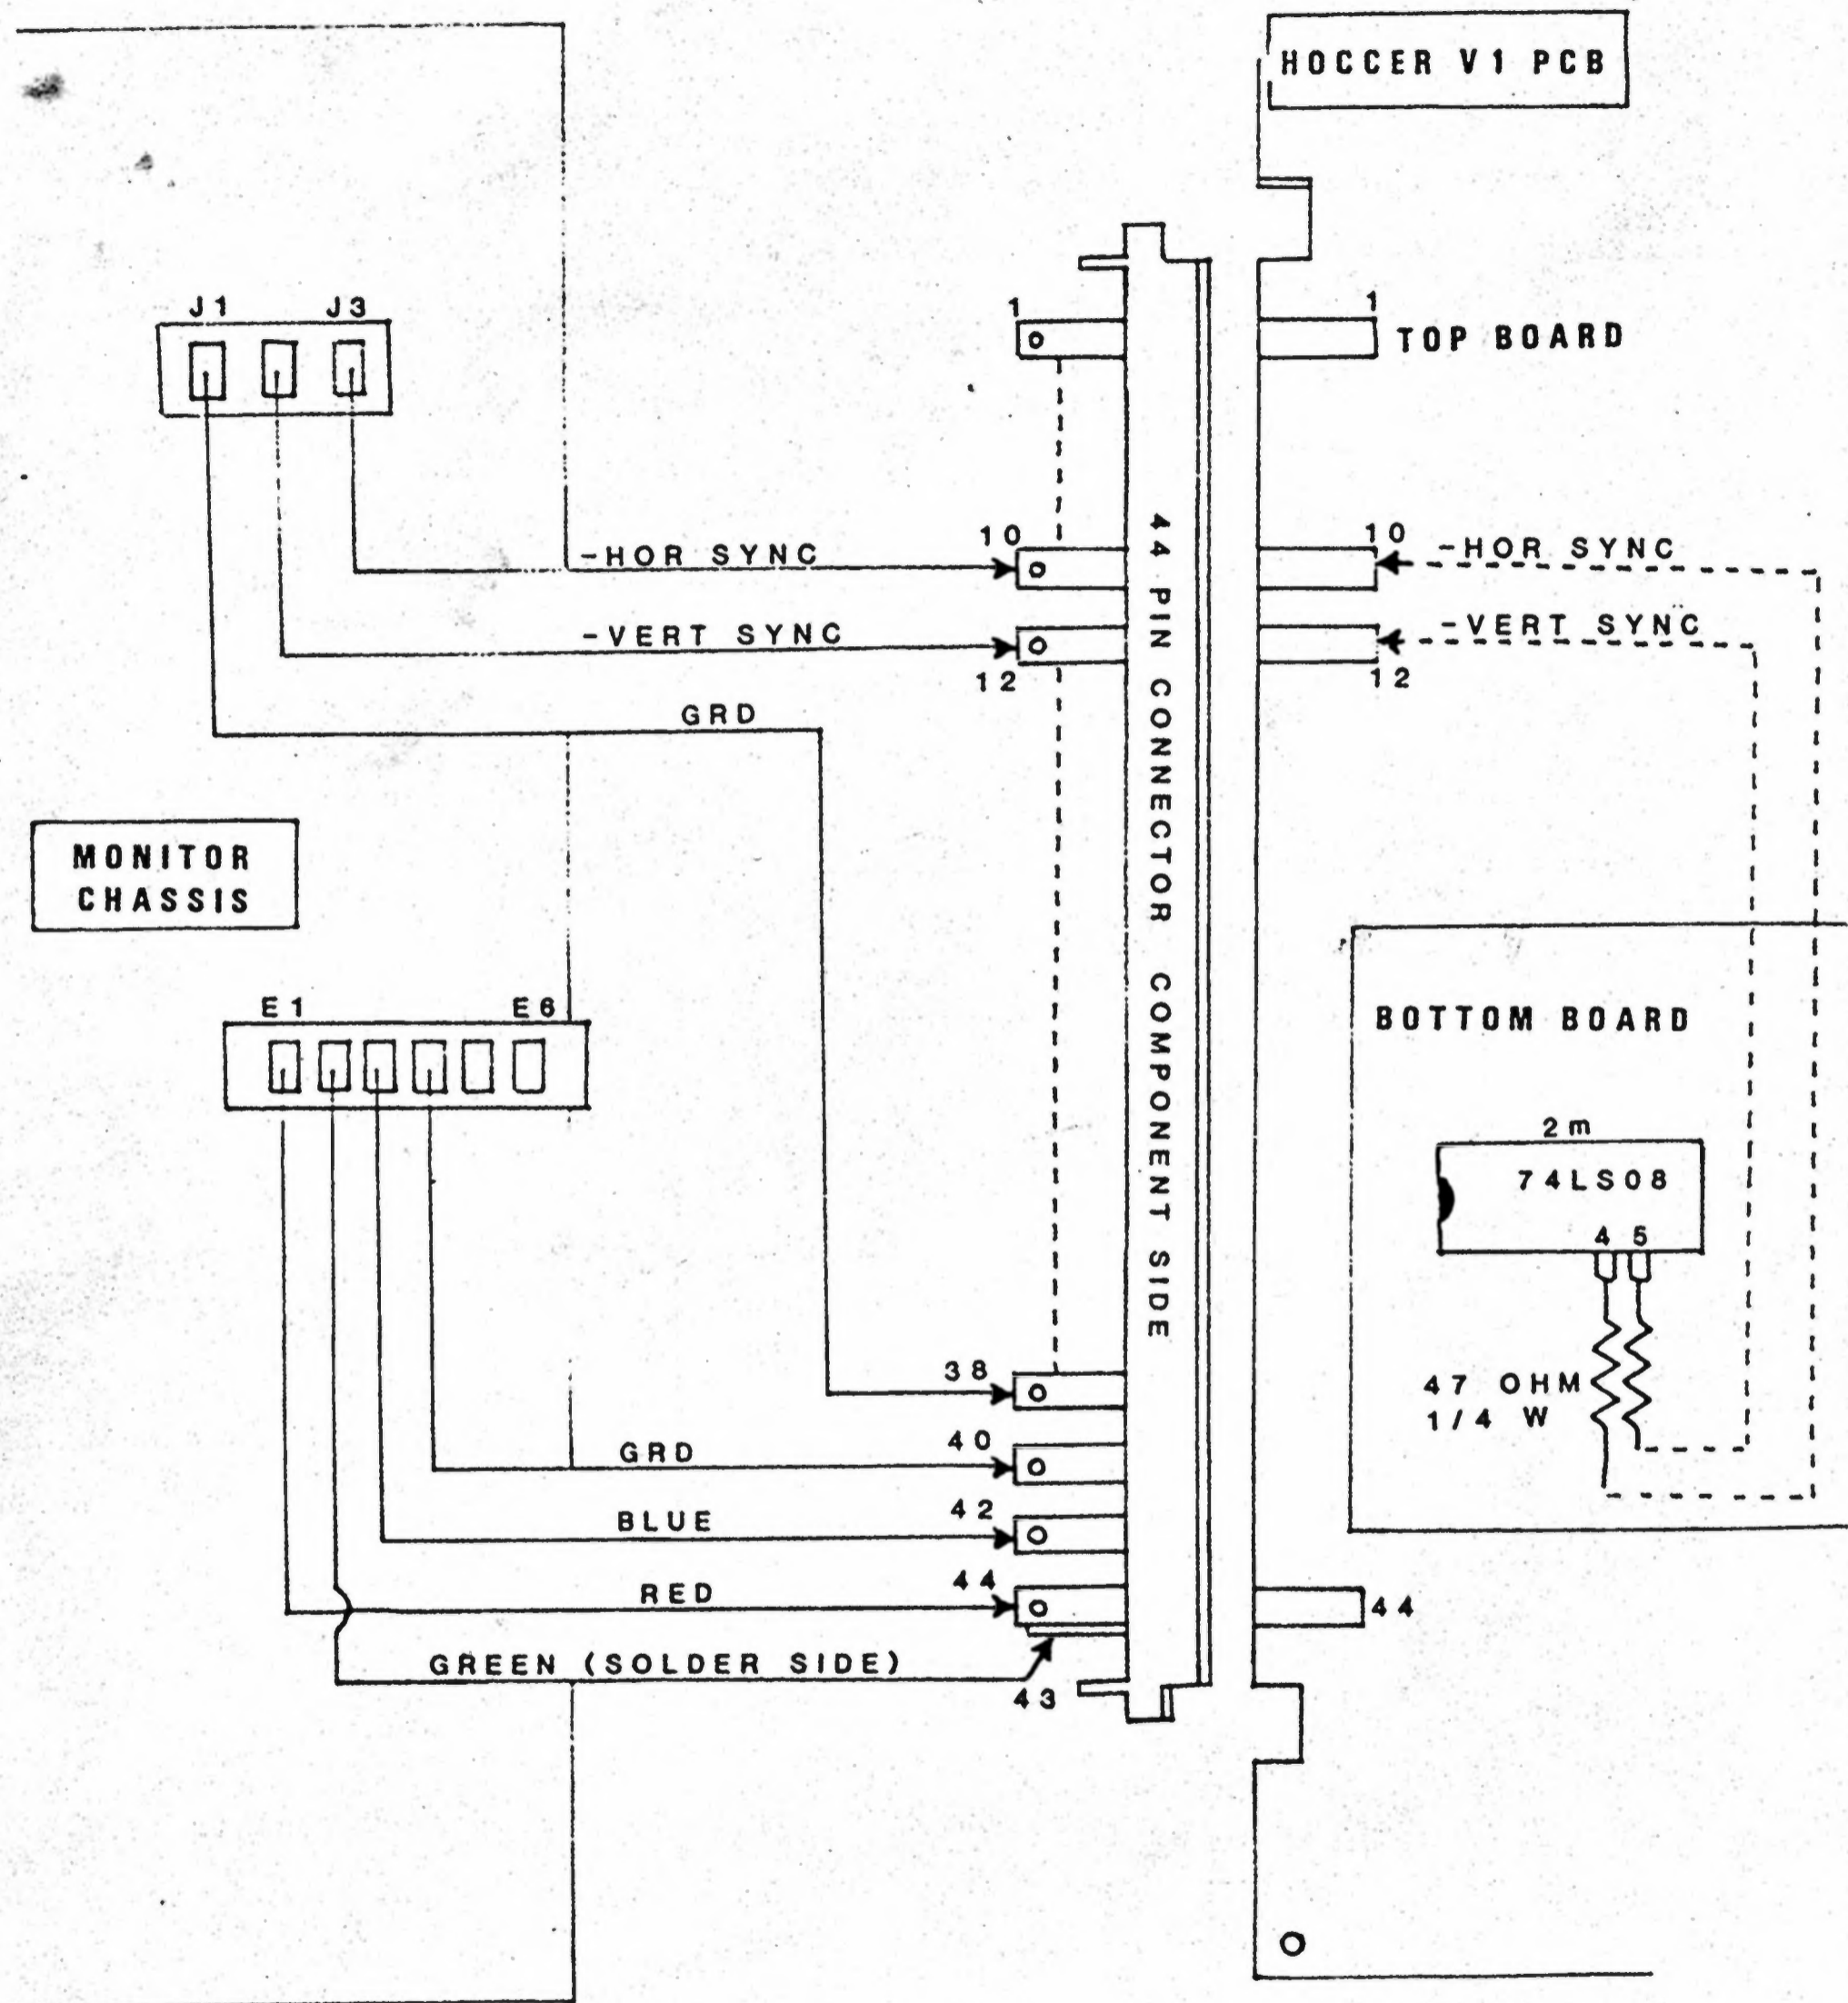 HOCCER V1 PCB
J1 J3
1
1
TOP BOARD
10
-HOR SYNC
10
-HOR SYNC
-VERT SYNC
12
-VERT SYNC
12
GRD
44 PIN CONNECTOR COMPONENT SIDE
MONITOR
CHASSIS
E1 E6
BOTTOM BOARD
2m
74LS08
4 5
47 OHM
1/4 W
38
GRD
40
BLUE
42
RED
44
44
GREEN (SOLDER SIDE)
43